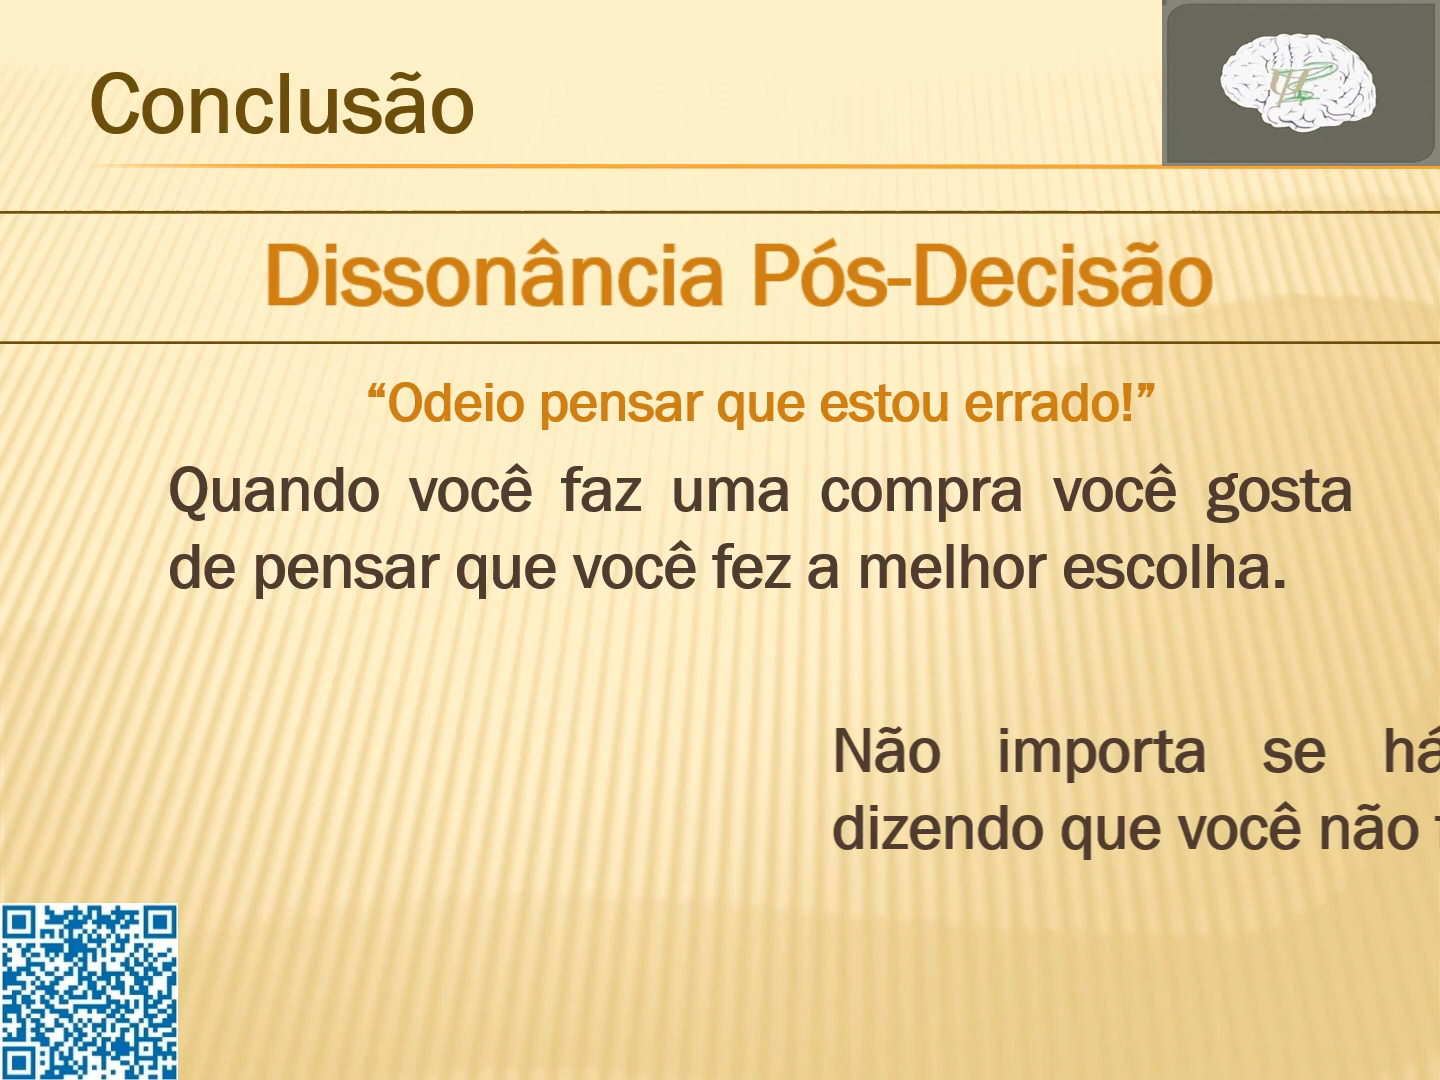 Conclusão
Dissonância Pós-Decisão
“Odeio pensar que estou errado!”
Quando você faz uma compra você gosta
de pensar que você fez a melhor escolha.
Não importa se há
dizendo que você não